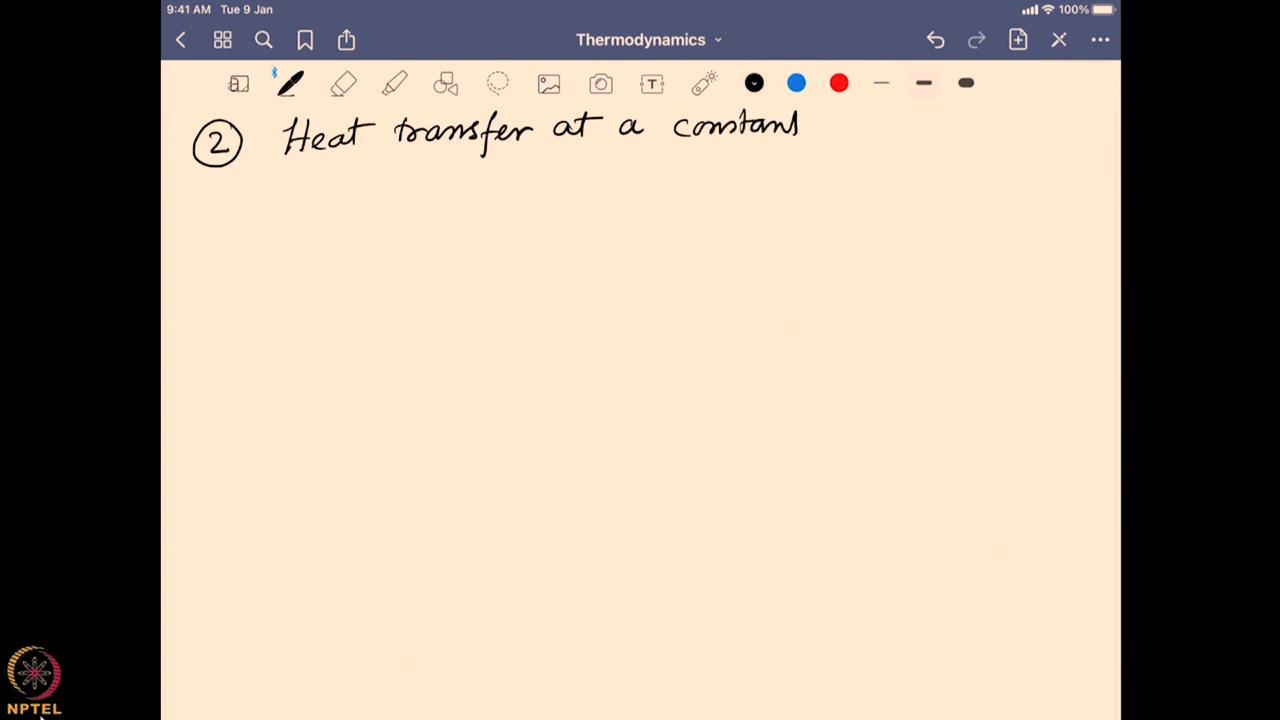 9:41 AM Tue 9 Jan 100%
Thermodynamics
T
2 Heat transfer at a constant
NPTEL